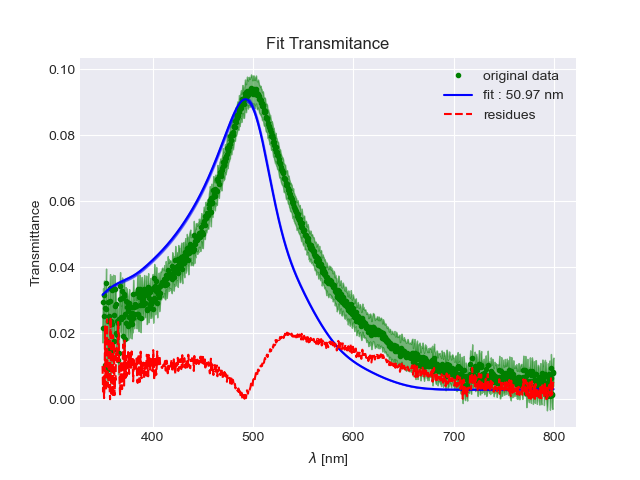 Fit Transmitance
0.10
0.08
0.06
0.04
0.02
0.00
Transmittance
original data
fit : 50.97 nm
residues
400
500
600
700
800
λ [nm]